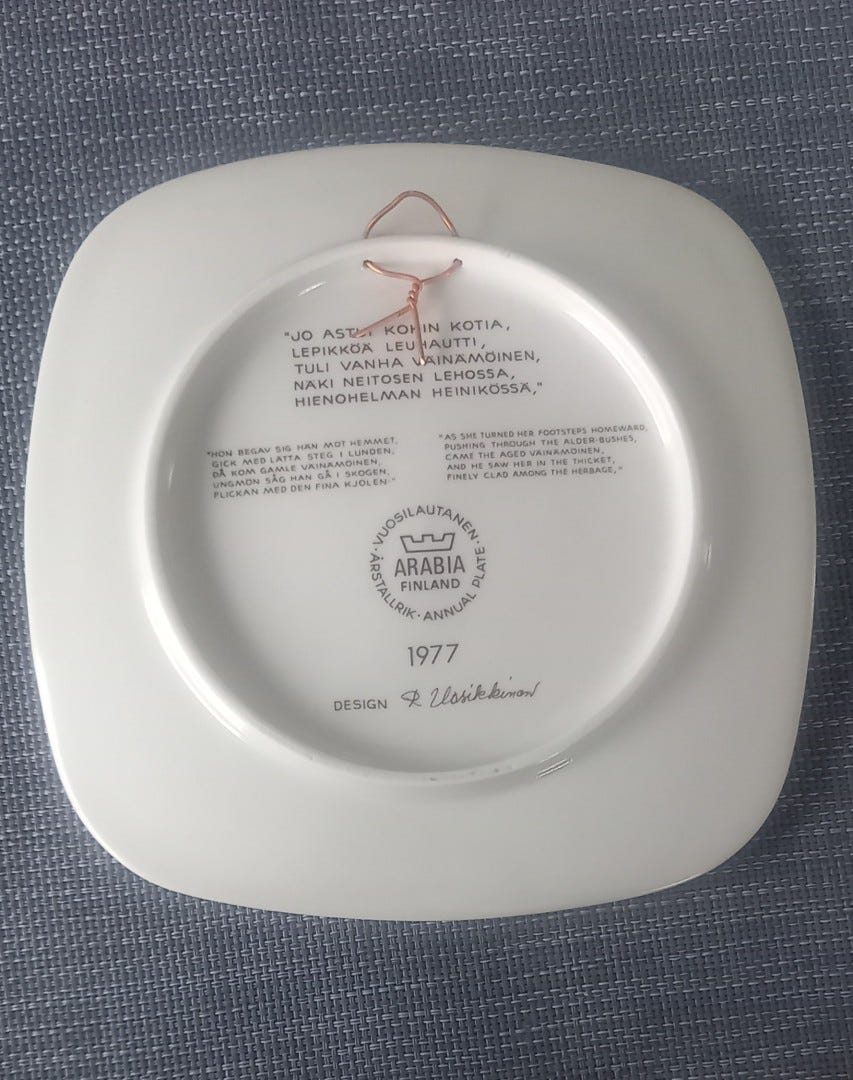 "JO ASTUI KOHIN KOTIA,
LEPIKKÖÄ LEUHAUTTI,
TULI VANHA VÄINÄMÖINEN,
NÄKI NEITOSEN LEHOSSA,
HIENOHELMAN HEINIKÖSSÄ,"
"HON BEGAV SIG HÄN MOT HEMMET,
GICK MED LÄTTA STEG I LUNDEN;
DÅ KOM GAMLE VÄINÄMÖINEN,
UNGMÖN SÅG HAN GÅ I SKOGEN,
FLICKAN MED DEN FINA KJOLEN."
"AS SHE TURNED HER FOOTSTEPS HOMEWARD,
PUSHING THROUGH THE ALDER-BUSHES,
CAME THE AGED VÄINÄMÖINEN,
AND HE SAW HER IN THE THICKET,
FINELY CLAD AMONG THE HERBAGE,"
VUOSILAUTANEN · ANNUAL PLATE · ÅRSTALLRIK ·
ARABIA
FINLAND
1977
DESIGN R Uosikkinen